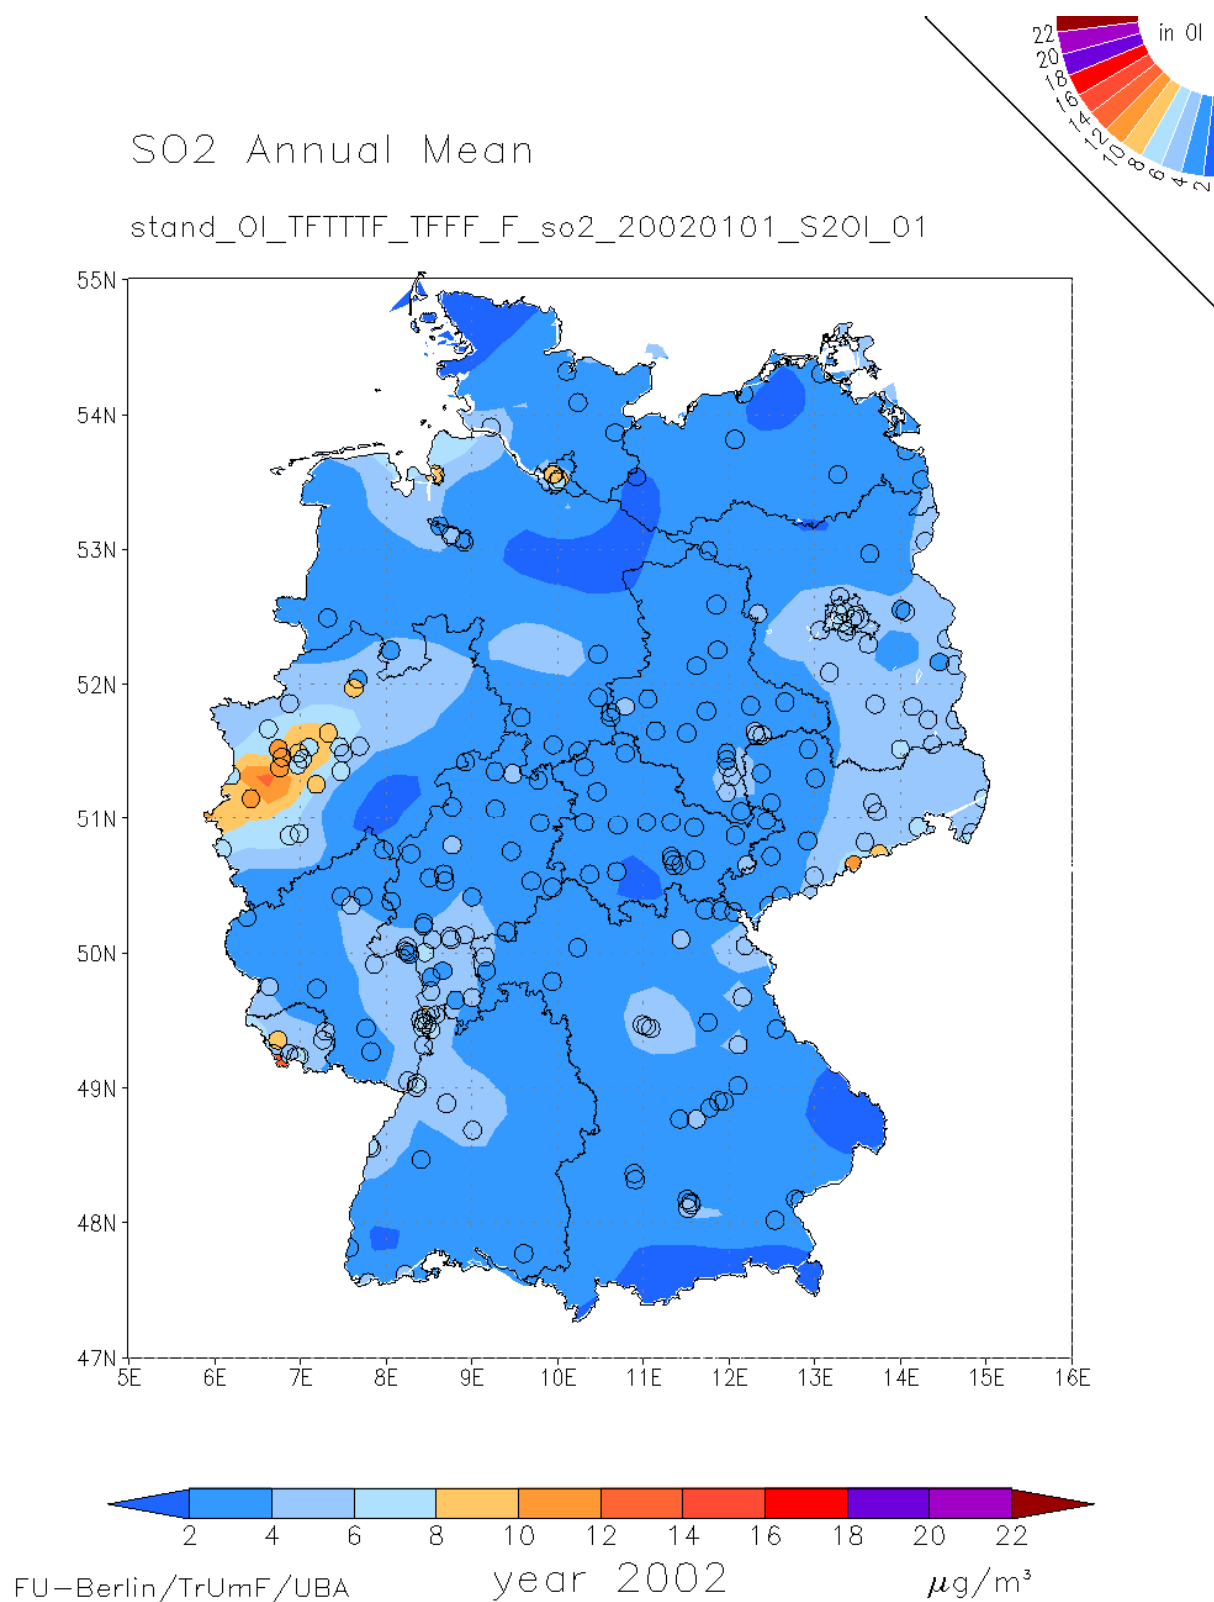 in OI
22
20
18
16
14
12
10
8
6
4
2
SO2 Annual Mean
stand_OI_TFTTTF_TFFF_F_so2_20020101_S2OI_01
55N
54N
53N
52N
51N
50N
49N
48N
47N
5E 6E 7E 8E 9E 10E 11E 12E 13E 14E 15E 16E
2 4 6 8 10 12 14 16 18 20 22
FU-Berlin/TrUmF/UBA year 2002 μg/m³